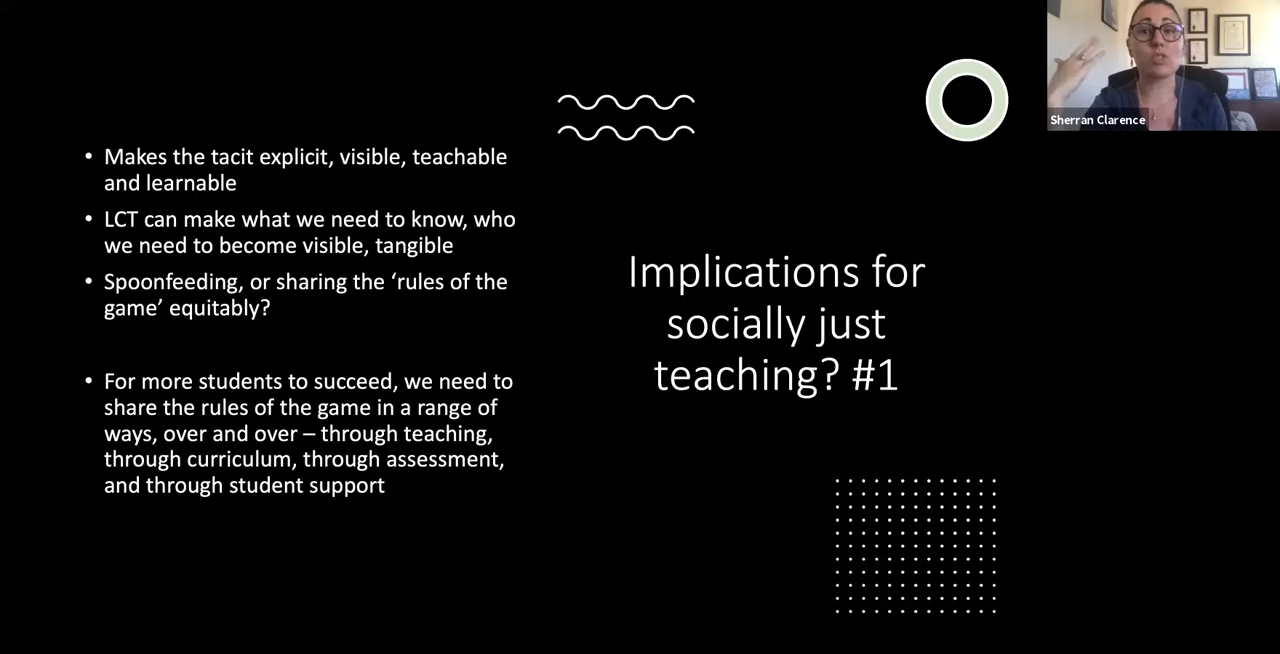 Sherran Clarence
• Makes the tacit explicit, visible, teachable
and learnable
• LCT can make what we need to know, who
we need to become visible, tangible
• Spoonfeeding, or sharing the ‘rules of the
game’ equitably?
• For more students to succeed, we need to
share the rules of the game in a range of
ways, over and over – through teaching,
through curriculum, through assessment,
and through student support
Implications for
socially just
teaching? #1